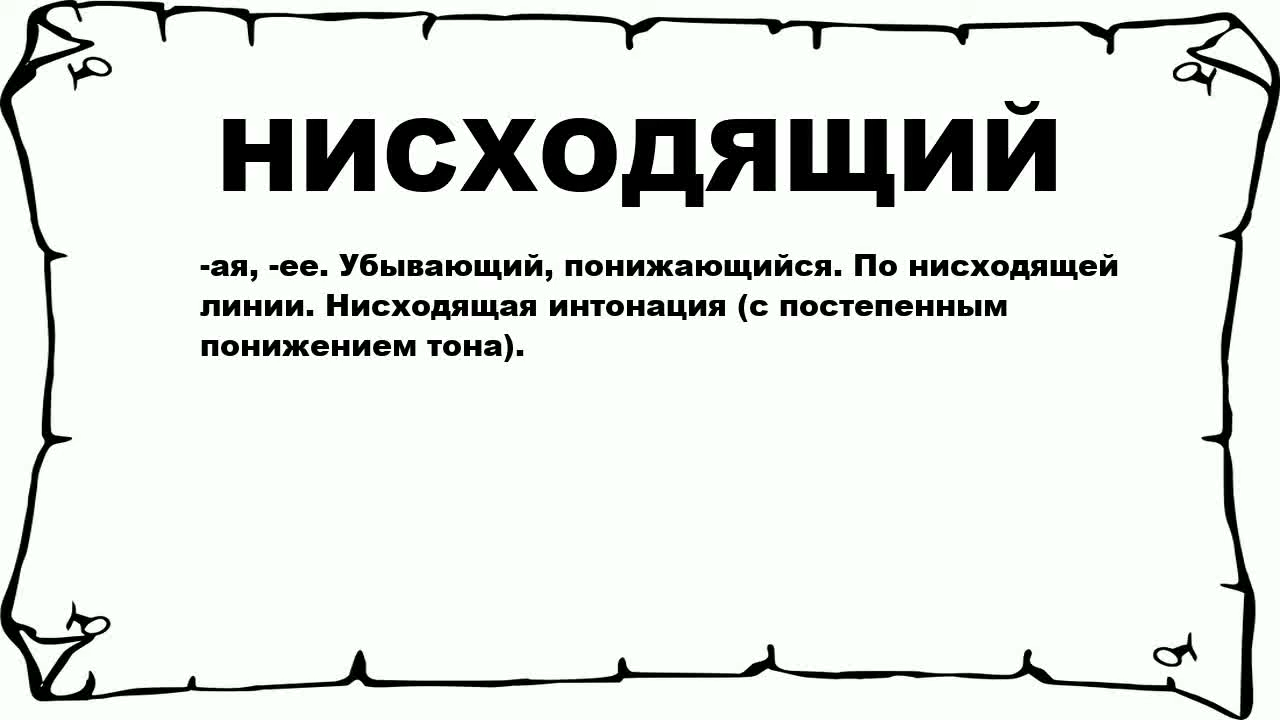 НИСХОДЯЩИЙ
-ая, -ее. Убывающий, понижающийся. По нисходящей
линии. Нисходящая интонация (с постепенным
понижением тона).